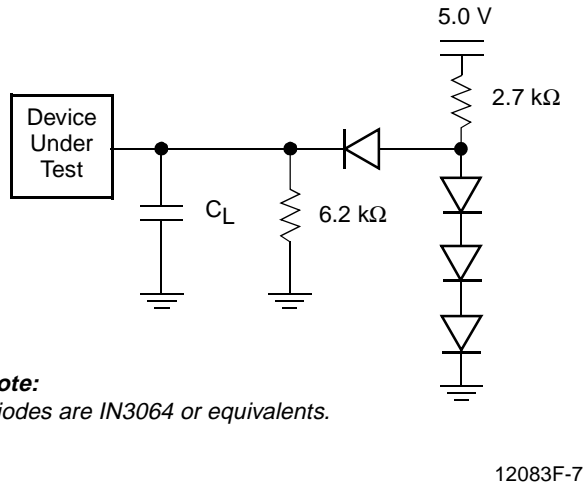 5.0 V
2.7 kΩ
Device
Under
Test
CL
6.2 kΩ
ote:
iodes are IN3064 or equivalents.
12083F-7